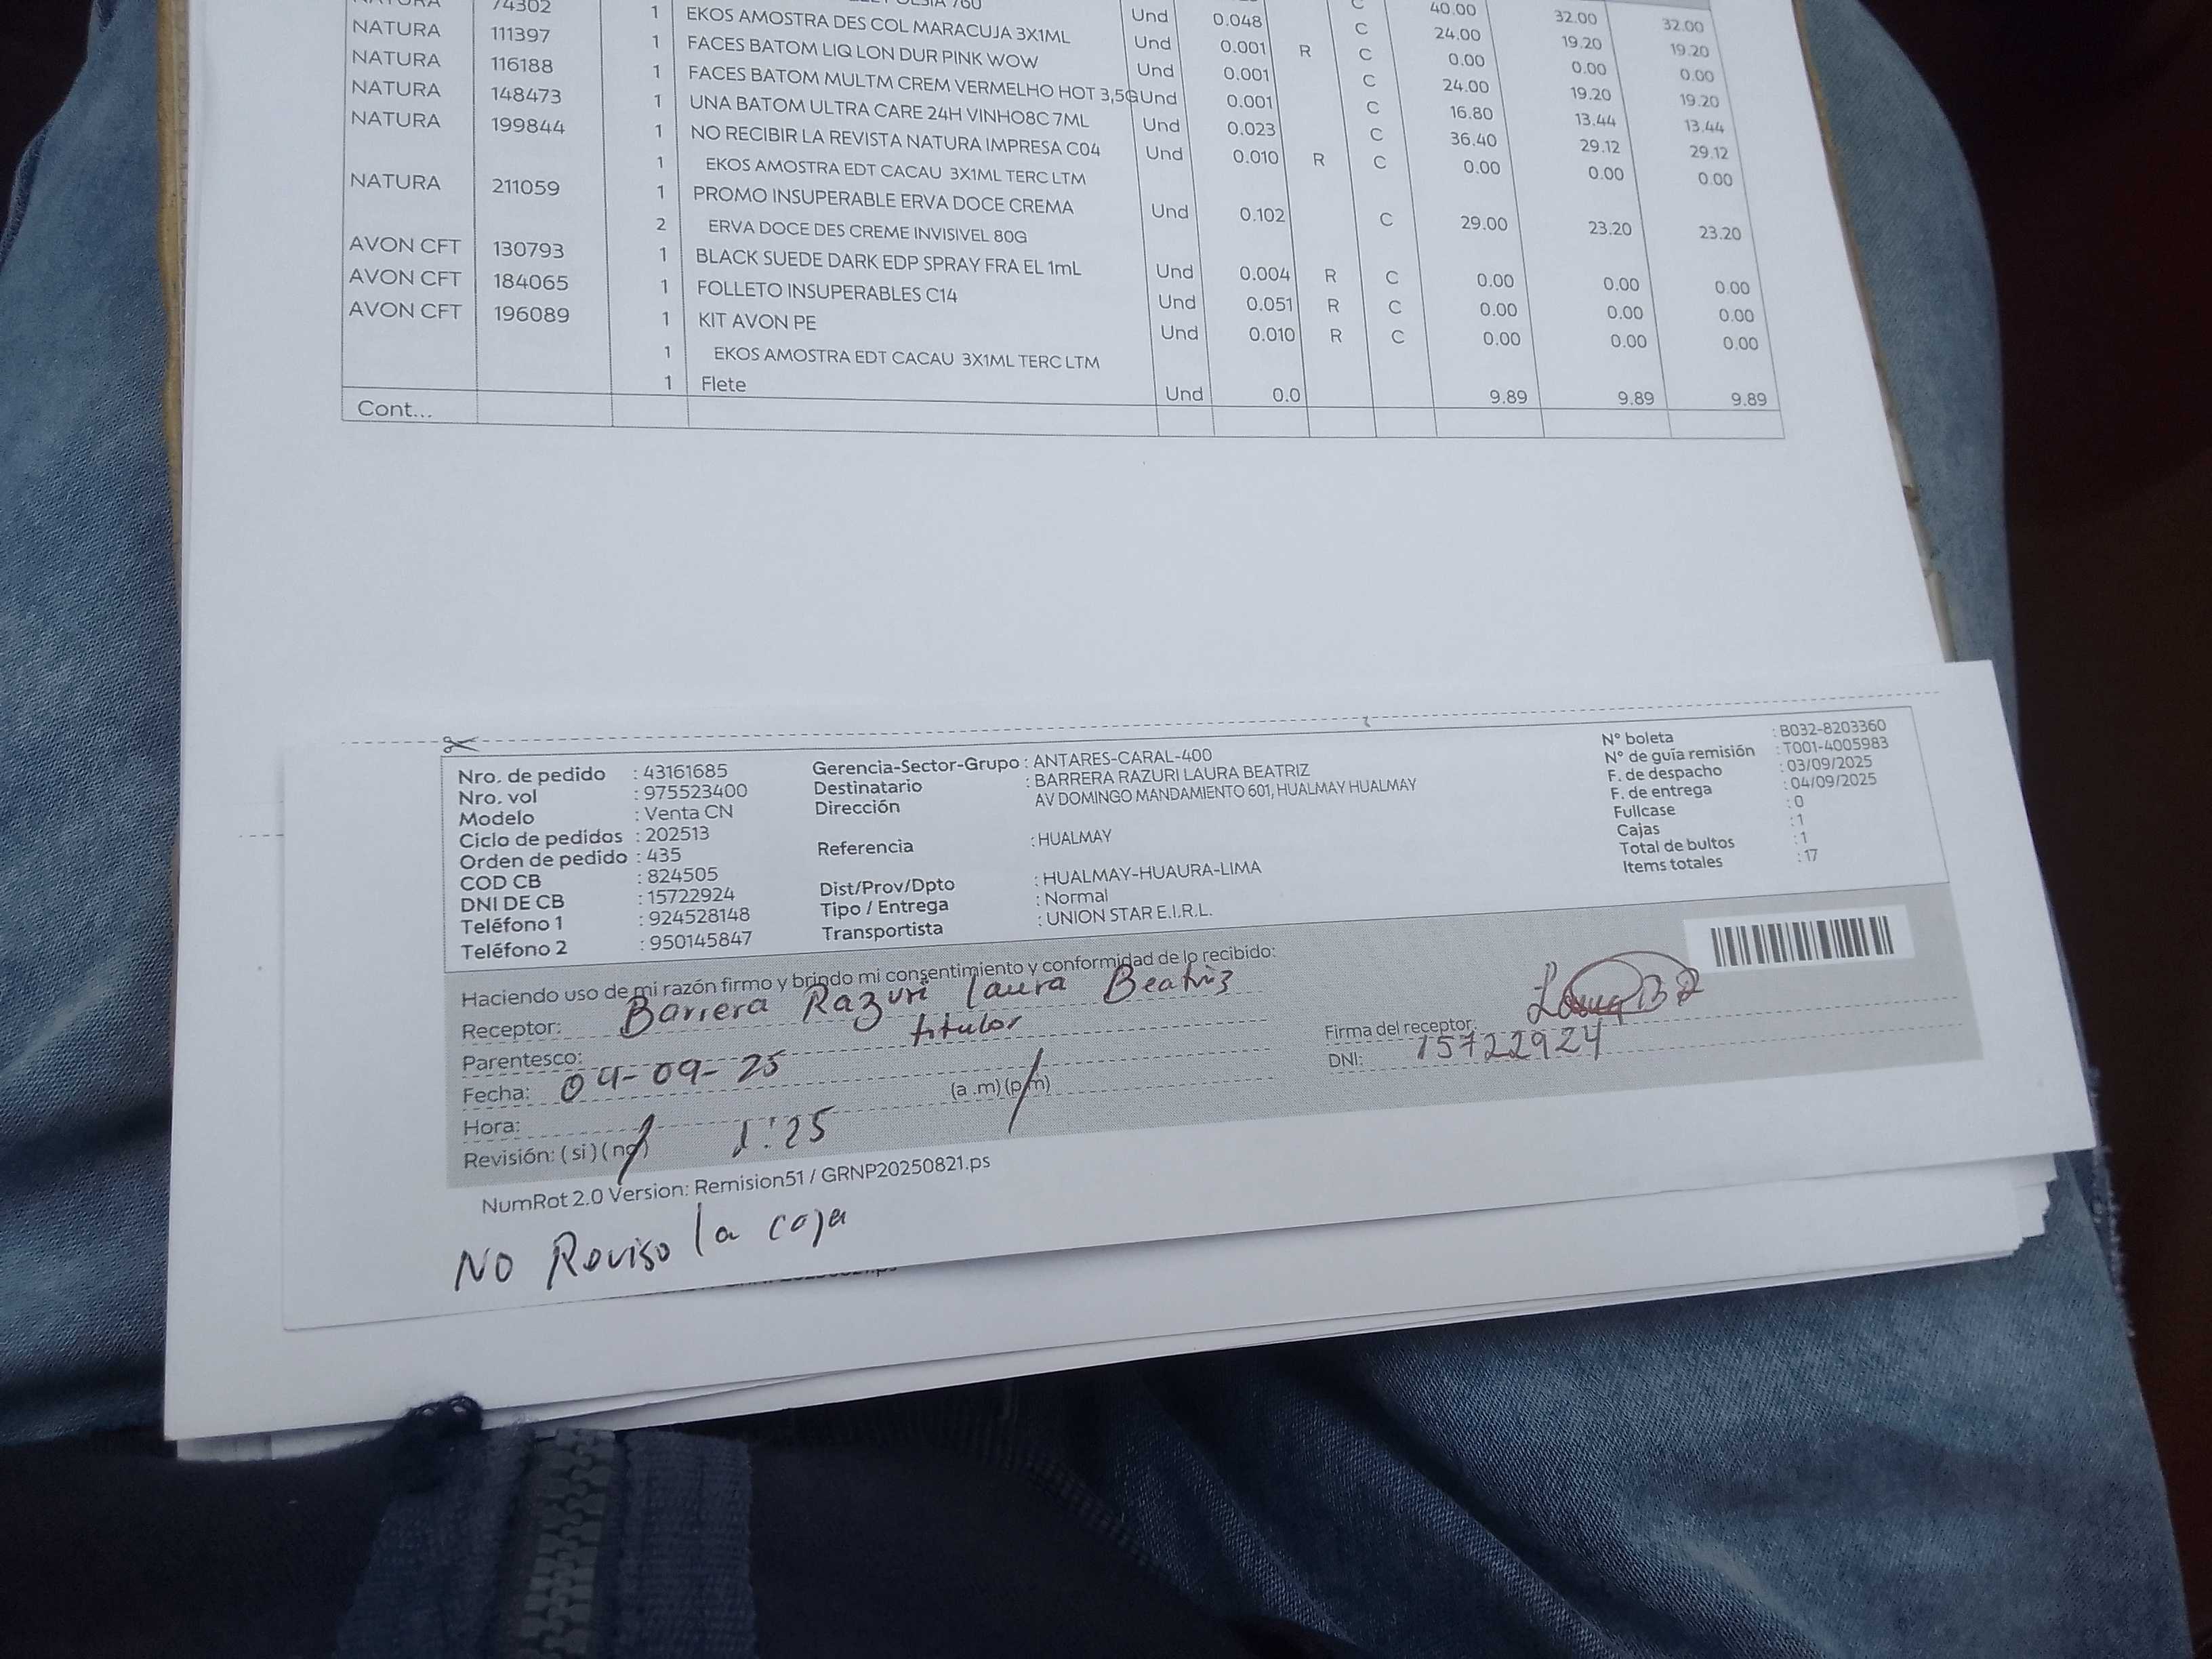 NATURA 74302 40.00 32.00 32.00
NATURA 111397 1 EKOS AMOSTRA DES COL MARACUJA 3X1ML Und 0.048 C 24.00 19.20 19.20
NATURA 116188 1 FACES BATOM LIQ LON DUR PINK WOW Und 0.001 R C 0.00 0.00 0.00
NATURA 148473 1 FACES BATOM MULTM CREM VERMELHO HOT 3,5G Und 0.001 C 24.00 19.20 19.20
NATURA 199844 1 UNA BATOM ULTRA CARE 24H VINHO8C 7ML Und 0.023 C 16.80 13.44 13.44
1 NO RECIBIR LA REVISTA NATURA IMPRESA C04 Und 0.010 R C 36.40 29.12 29.12
1 EKOS AMOSTRA EDT CACAU 3X1ML TERC LTM C 0.00 0.00 0.00
NATURA 211059 1 PROMO INSUPERABLE ERVA DOCE CREMA Und 0.102 C 29.00 23.20 23.20
2 ERVA DOCE DES CREME INVISIVEL 80G
AVON CFT 130793 1 BLACK SUEDE DARK EDP SPRAY FRA EL 1mL Und 0.004 R C 0.00 0.00 0.00
AVON CFT 184065 1 FOLLETO INSUPERABLES C14 Und 0.051 R C 0.00 0.00 0.00
AVON CFT 196089 1 KIT AVON PE Und 0.010 R C 0.00 0.00 0.00
1 EKOS AMOSTRA EDT CACAU 3X1ML TERC LTM
1 Flete Und 0.0 9.89 9.89 9.89
Cont...
Nro. de pedido : 43161685
Nro. vol : 975523400
Modelo : Venta CN
Ciclo de pedidos : 202513
Orden de pedido : 435
COD CB : 824505
DNI DE CB : 15722924
Teléfono 1 : 924528148
Teléfono 2 : 950145847
Gerencia-Sector-Grupo : ANTARES-CARAL-400
Destinatario : BARRERA RAZURI LAURA BEATRIZ
Dirección AV DOMINGO MANDAMIENTO 601, HUALMAY HUALMAY
Referencia : HUALMAY
Dist/Prov/Dpto : HUALMAY-HUAURA-LIMA
Tipo / Entrega : Normal
Transportista : UNION STAR E.I.R.L.
N° boleta : B032-8203360
N° de guía remisión : T001-4005983
F. de despacho : 03/09/2025
F. de entrega : 04/09/2025
Fullcase : 0
Cajas : 1
Total de bultos : 1
Items totales : 17
Haciendo uso de mi razón firmo y brindo mi consentimiento y conformidad de lo recibido:
Receptor: Barrera Razuri Laura Beatriz
Parentesco: titular
Fecha: 04-09-25
Hora: 1:25 (a .m) (p/m)
Revisión: ( si ) ( no )
Firma del receptor:
DNI: 15722924
NumRot 2.0 Version: Remision51 / GRNP20250821.ps
NO Reviso la caja